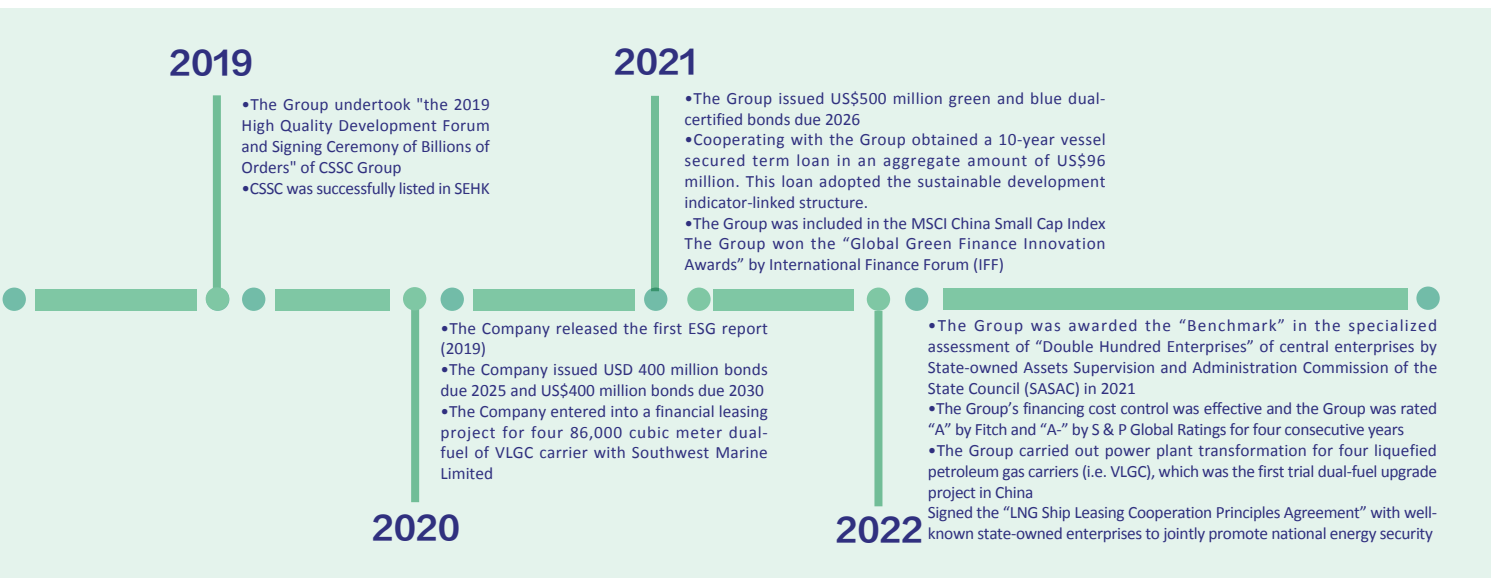 2019
•The Group undertook "the 2019
High Quality Development Forum
and Signing Ceremony of Billions of
Orders" of CSSC Group
•CSSC was successfully listed in SEHK
2021
•The Group issued US$500 million green and blue dual-
certified bonds due 2026
•Cooperating with the Group obtained a 10-year vessel
secured term loan in an aggregate amount of US$96
million. This loan adopted the sustainable development
indicator-linked structure.
•The Group was included in the MSCI China Small Cap Index
The Group won the “Global Green Finance Innovation
Awards” by International Finance Forum (IFF)
•The Company released the first ESG report
(2019)
•The Company issued USD 400 million bonds
due 2025 and US$400 million bonds due 2030
•The Company entered into a financial leasing
project for four 86,000 cubic meter dual-
fuel of VLGC carrier with Southwest Marine
Limited
2020
•The Group was awarded the “Benchmark” in the specialized
assessment of “Double Hundred Enterprises” of central enterprises by
State-owned Assets Supervision and Administration Commission of the
State Council (SASAC) in 2021
•The Group’s financing cost control was effective and the Group was rated
“A” by Fitch and “A-” by S & P Global Ratings for four consecutive years
•The Group carried out power plant transformation for four liquefied
petroleum gas carriers (i.e. VLGC), which was the first trial dual-fuel upgrade
project in China
Signed the “LNG Ship Leasing Cooperation Principles Agreement” with well-
known state-owned enterprises to jointly promote national energy security
2022